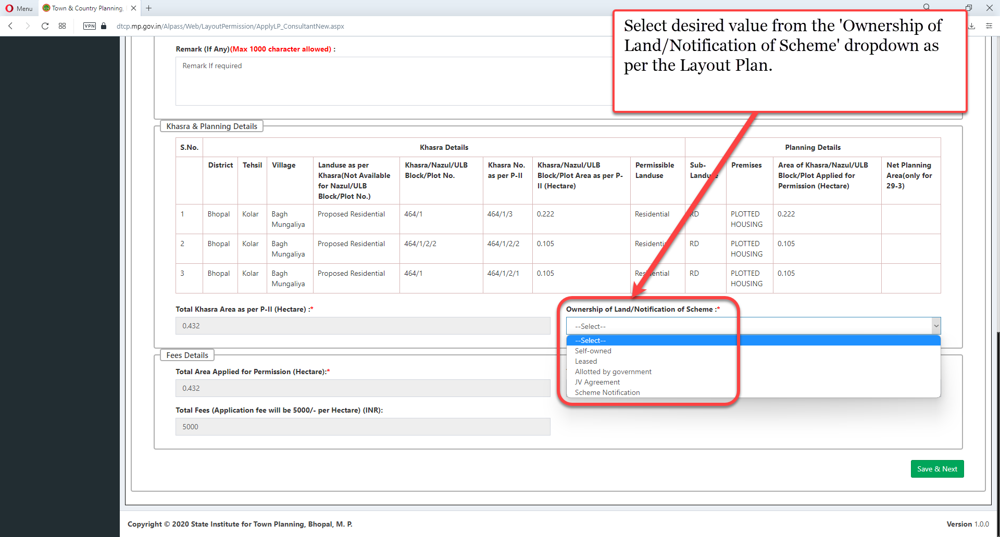 Menu
Town & Country Planning,
VPN
dtcp.mp.gov.in/Alpass/Web/LayoutPermission/ApplyLP_ConsultantNew.aspx
Select desired value from the 'Ownership of
Land/Notification of Scheme' dropdown as
per the Layout Plan.
Remark (If Any)(Max 1000 character allowed) :
Remark If required
Khasra & Planning Details
S.No. Khasra Details Planning Details
District Tehsil Village Landuse as per Khasra/Nazul/ULB Khasra No. Khasra/Nazul/ULB Permissible Sub- Premises Area of Khasra/Nazul/ULB Net Planning
Khasra(Not Available Block/Plot No. as per P-II Block/Plot Area as per P- Landuse Landuse Block/Plot Applied for Area(only for
for Nazul/ULB II (Hectare) Permission (Hectare) 29-3)
Block/Plot No.)
1 Bhopal Kolar Bagh Proposed Residential 464/1 464/1/3 0.222 Residential RD PLOTTED 0.222
Mungaliya HOUSING
2 Bhopal Kolar Bagh Proposed Residential 464/1/2/2 464/1/2/2 0.105 Residential RD PLOTTED 0.105
Mungaliya HOUSING
3 Bhopal Kolar Bagh Proposed Residential 464/1 464/1/2/1 0.105 Residential RD PLOTTED 0.105
Mungaliya HOUSING
Total Khasra Area as per P-II (Hectare) :*
0.432
Ownership of Land/Notification of Scheme :*
--Select--
--Select--
Self-owned
Leased
Allotted by government
JV Agreement
Scheme Notification
Fees Details
Total Area Applied for Permission (Hectare):*
0.432
Total Fees (Application fee will be 5000/- per Hectare) (INR):
5000
Save & Next
Copyright © 2020 State Institute for Town Planning, Bhopal, M. P.
Version 1.0.0